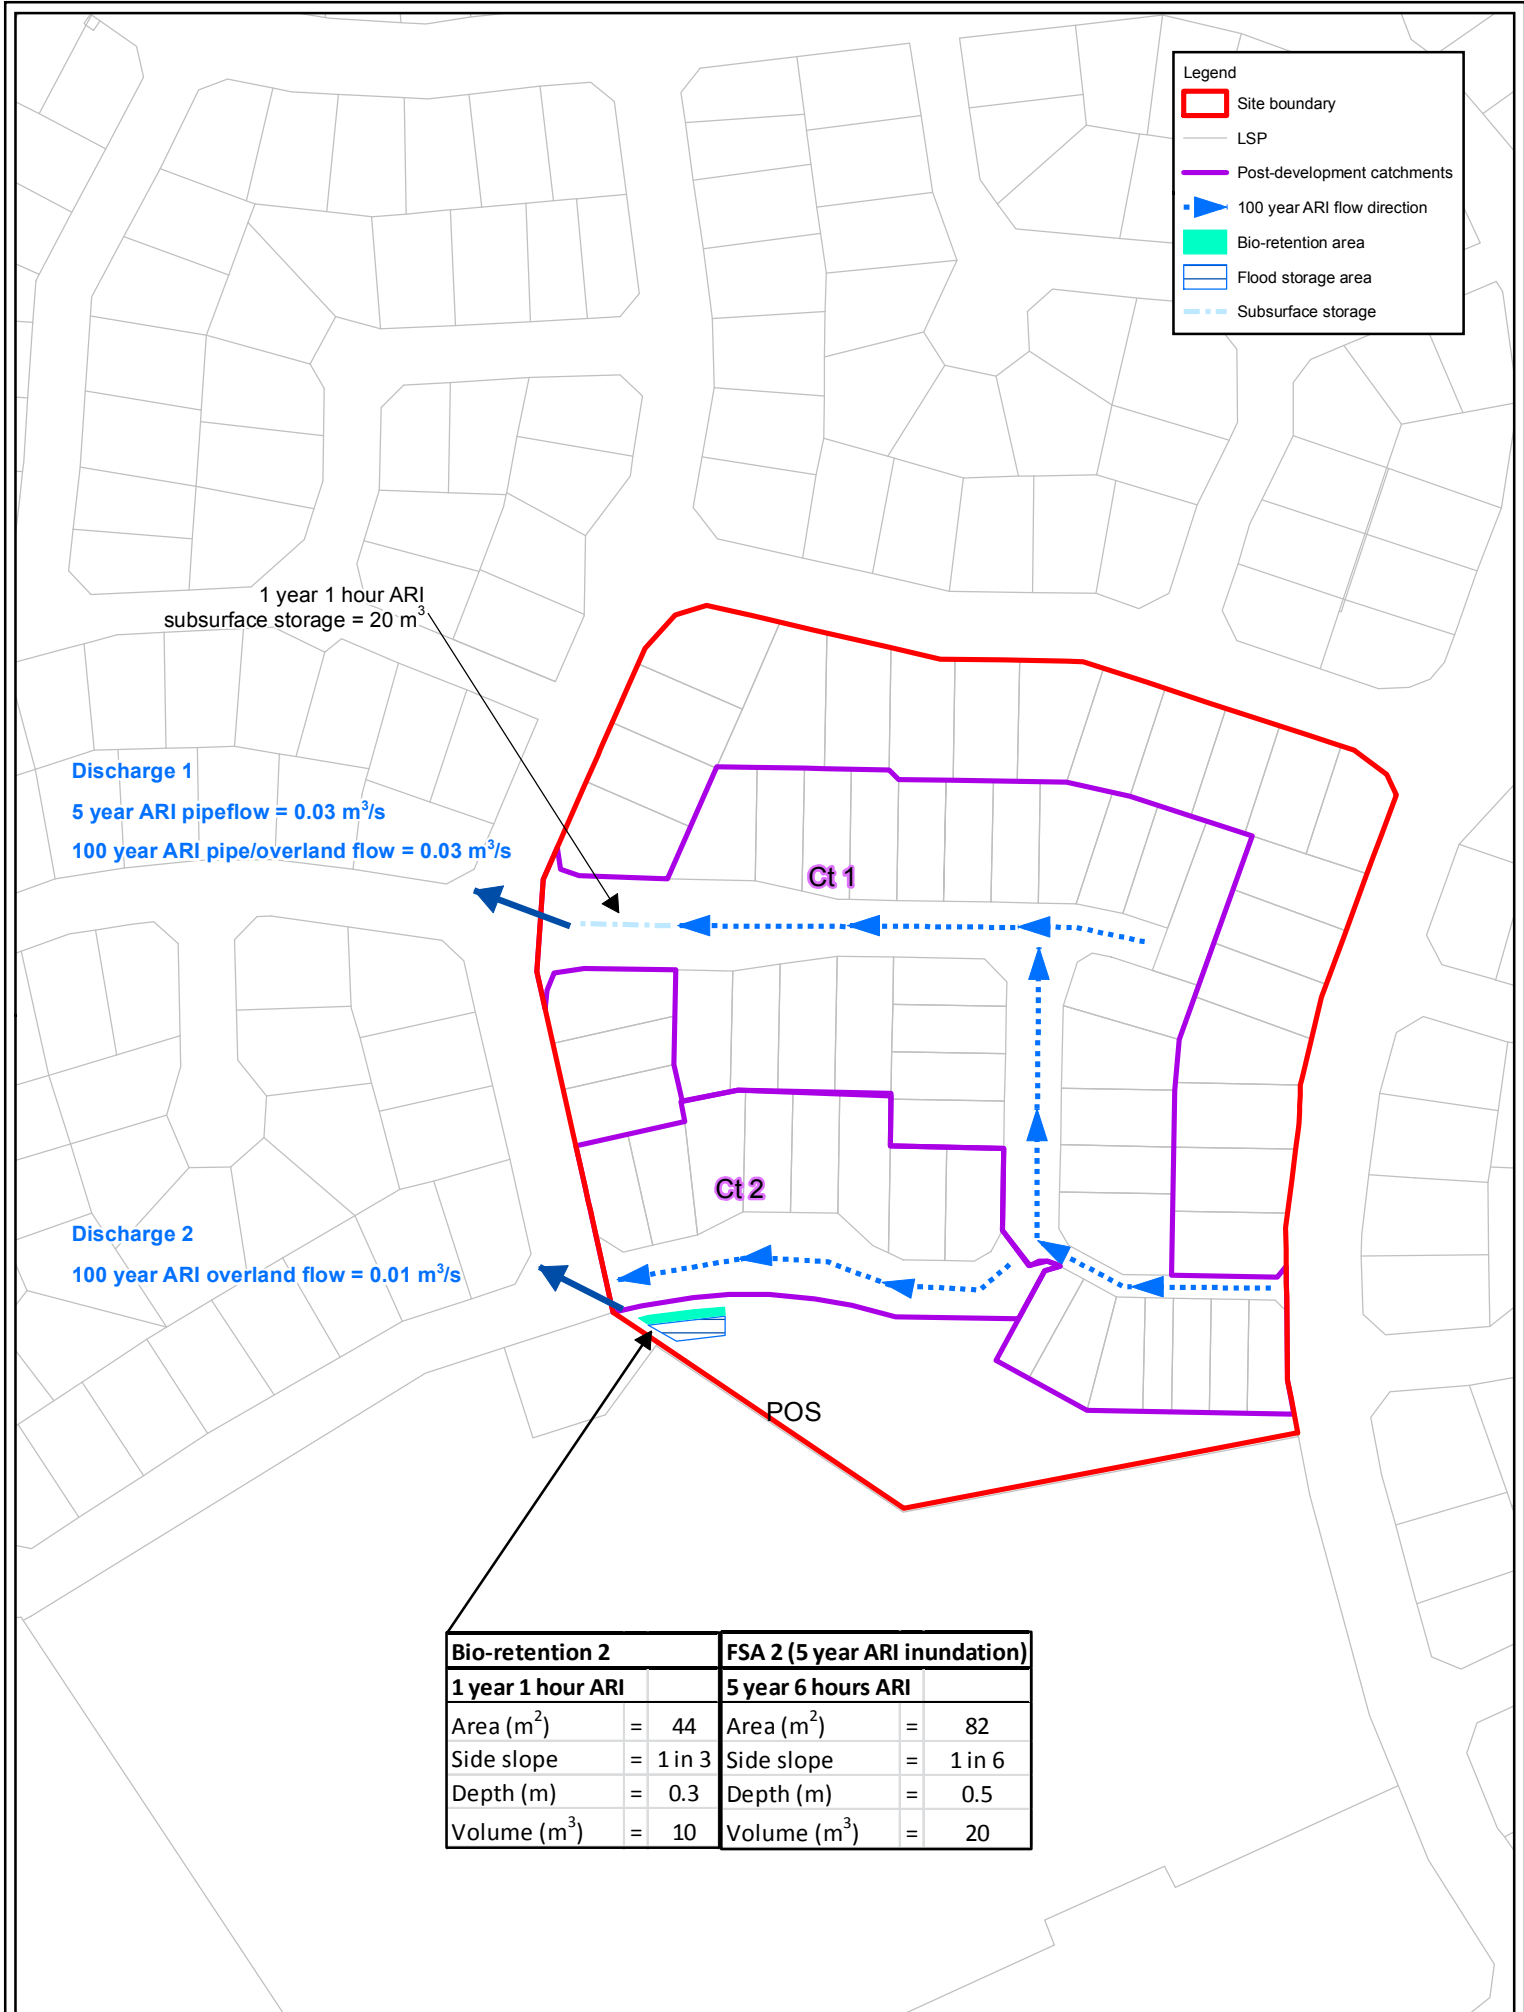 Legend
Site boundary
LSP
Post-development catchments
100 year ARI flow direction
Bio-retention area
Flood storage area
Subsurface storage
1 year 1 hour ARI
subsurface storage = 20 m³
Discharge 1
5 year ARI pipeflow = 0.03 m³/s
100 year ARI pipe/overland flow = 0.03 m³/s
Ct 1
Ct 2
Discharge 2
100 year ARI overland flow = 0.01 m³/s
POS
Bio-retention 2 FSA 2 (5 year ARI inundation)
1 year 1 hour ARI 5 year 6 hours ARI
Area (m²) = 44 Area (m²) = 82
Side slope = 1 in 3 Side slope = 1 in 6
Depth (m) = 0.3 Depth (m) = 0.5
Volume (m³) = 10 Volume (m³) = 20